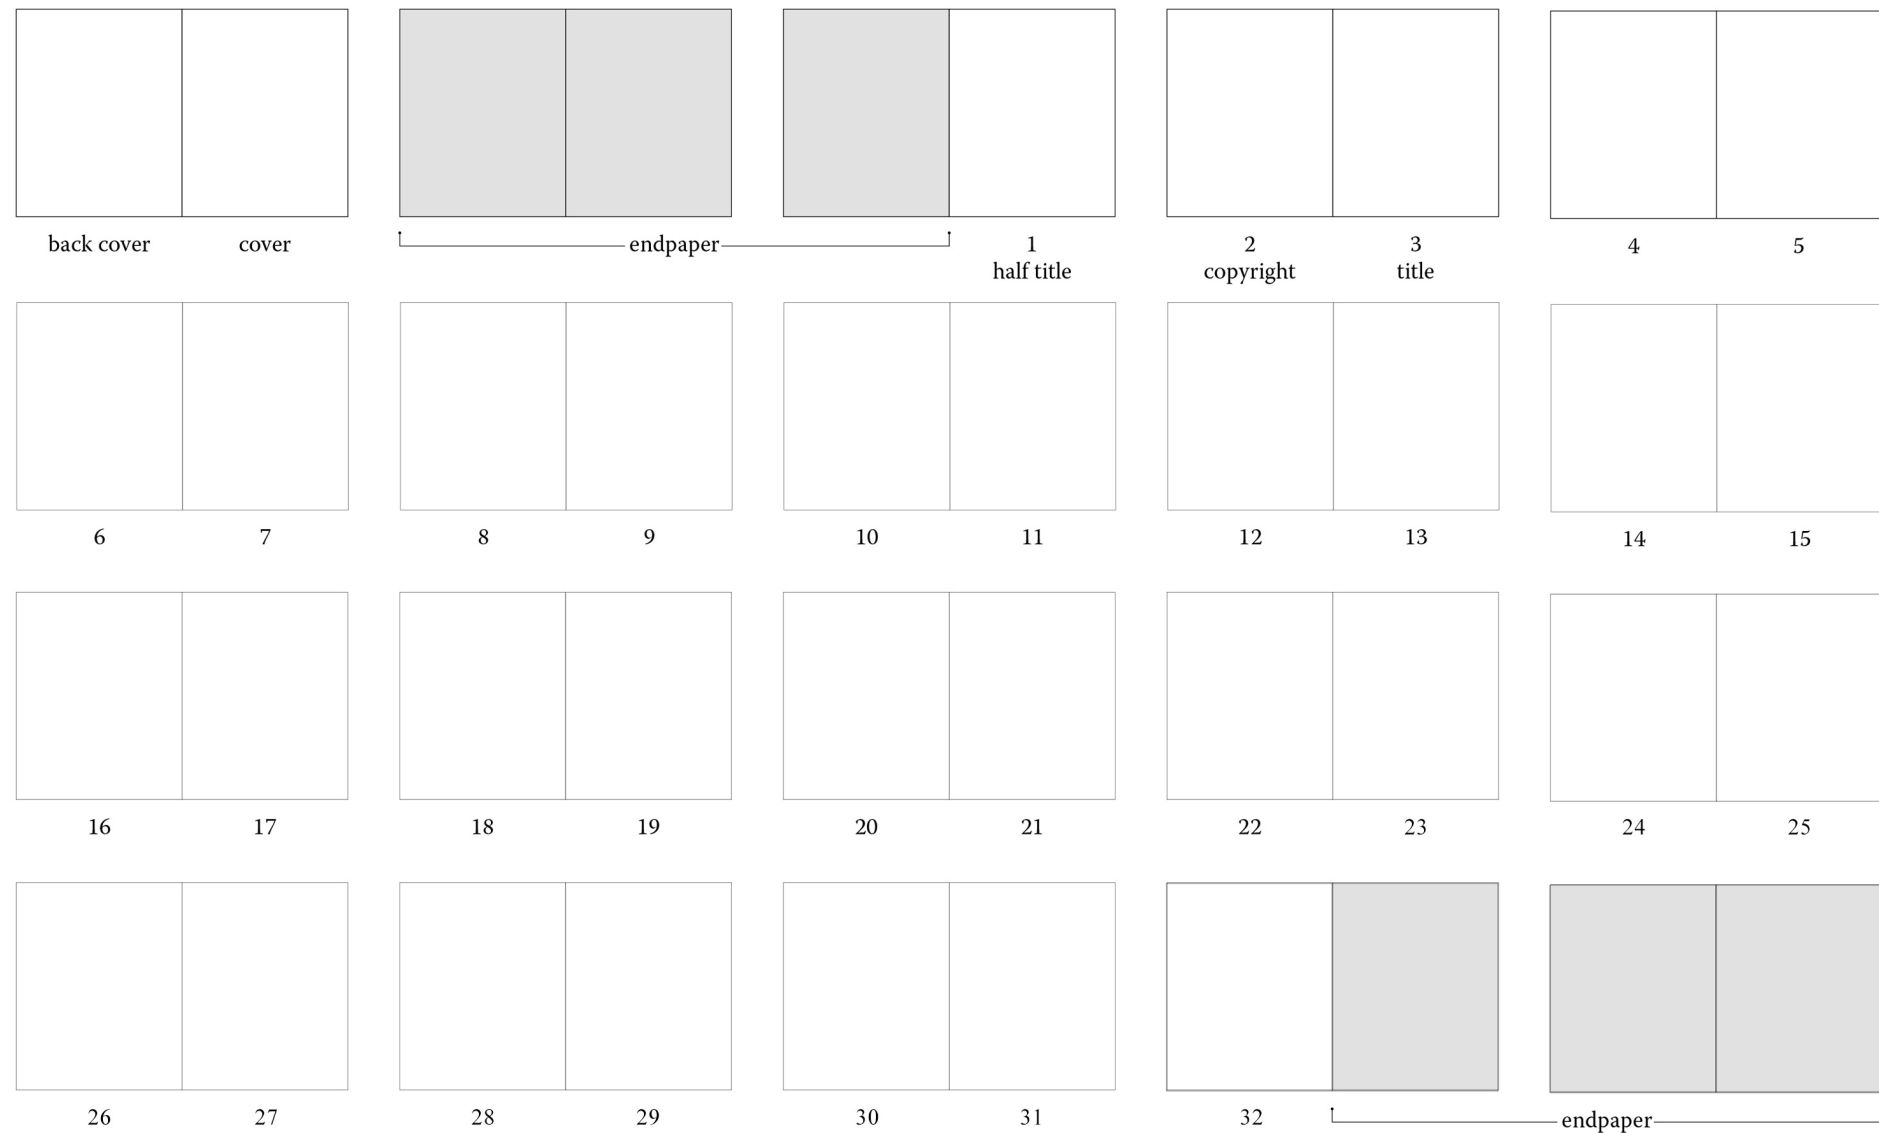 back cover cover endpaper 1 2 3 4 5
half title copyright title
6 7 8 9 10 11 12 13 14 15
16 17 18 19 20 21 22 23 24 25
26 27 28 29 30 31 32 endpaper